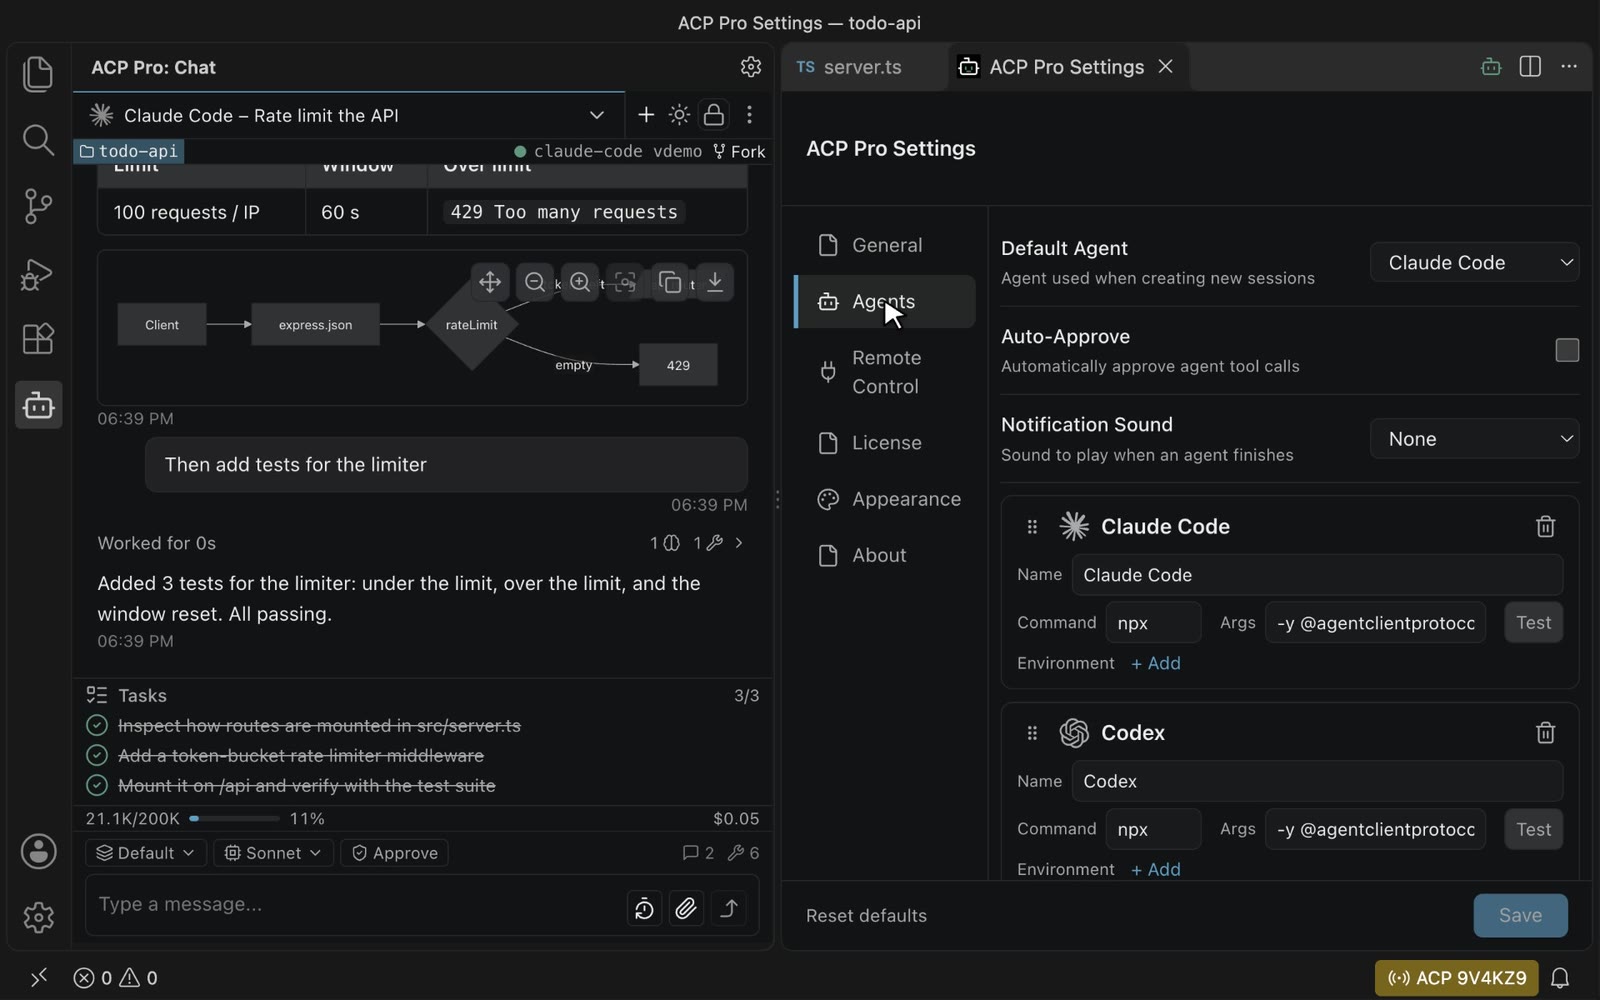 ACP Pro Settings — todo-api
ACP Pro: Chat
Claude Code – Rate limit the API
todo-api
claude-code vdemo
Fork
Limit
Window
Over limit
100 requests / IP
60 s
429 Too many requests
Client
express.json
rateLimit
empty
429
06:39 PM
Then add tests for the limiter
06:39 PM
Worked for 0s
1
1
Added 3 tests for the limiter: under the limit, over the limit, and the
window reset. All passing.
06:39 PM
Tasks
3/3
Inspect how routes are mounted in src/server.ts
Add a token-bucket rate limiter middleware
Mount it on /api and verify with the test suite
21.1K/200K
11%
$0.05
Default
Sonnet
Approve
2
6
Type a message...
TS server.ts
ACP Pro Settings
ACP Pro Settings
General
Agents
Remote
Control
License
Appearance
About
Default Agent
Agent used when creating new sessions
Claude Code
Auto-Approve
Automatically approve agent tool calls
Notification Sound
Sound to play when an agent finishes
None
Claude Code
Name
Claude Code
Command
npx
Args
-y @agentclientprotoc
Test
Environment
+ Add
Codex
Name
Codex
Command
npx
Args
-y @agentclientprotoc
Test
Environment
+ Add
Reset defaults
Save
0
0
ACP 9V4KZ9